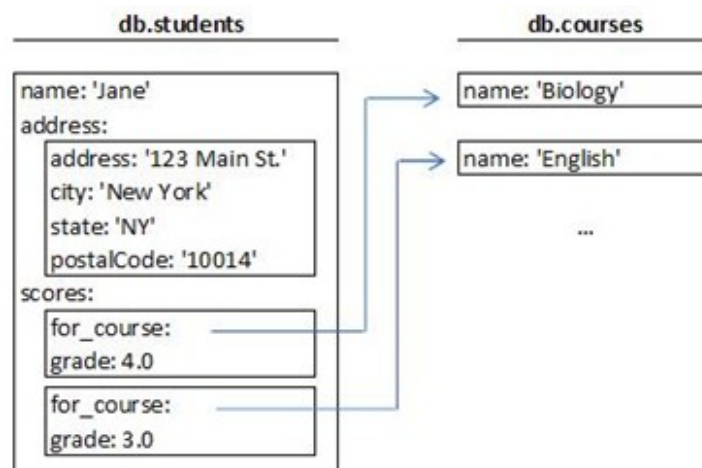 db.students
name: 'Jane'
address:
address: '123 Main St.'
city: 'New York'
state: 'NY'
postalCode: '10014'
scores:
for_course:
grade: 4.0
for_course:
grade: 3.0
db.courses
name: 'Biology'
name: 'English'
...